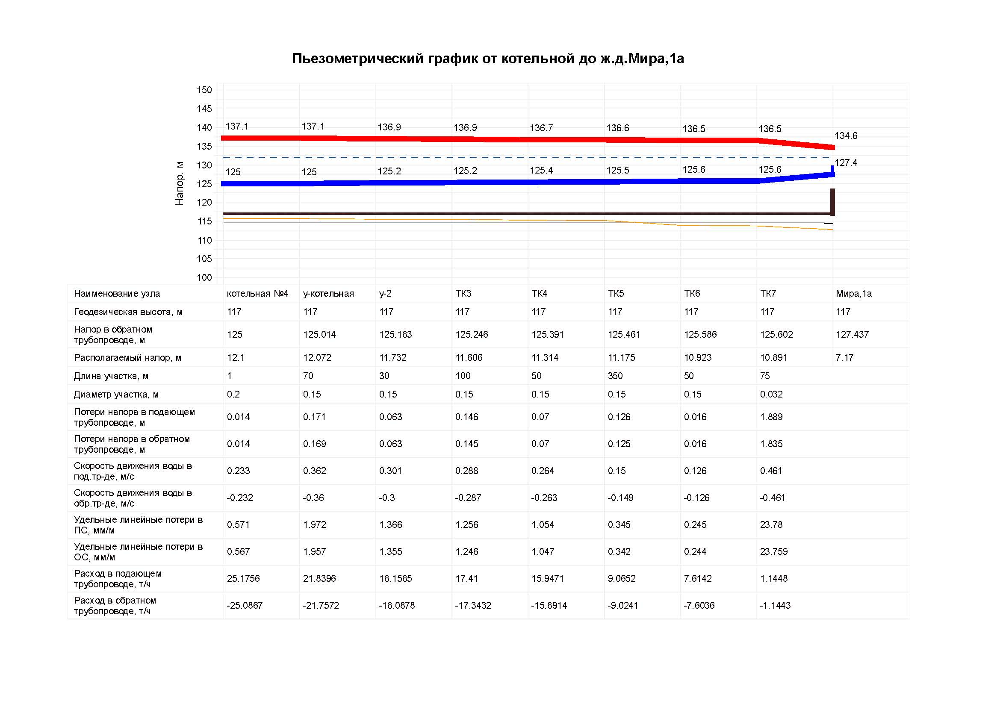 Пьезометрический график от котельной до ж.д.Мира,1а
Напор, м
150
145
140
135
130
125
120
115
110
105
100
137.1 137.1 136.9 136.9 136.7 136.6 136.5 136.5 134.6
125 125 125.2 125.2 125.4 125.5 125.6 125.6 127.4
Наименование узла котельная №4 у-котельная у-2 ТК3 ТК4 ТК5 ТК6 ТК7 Мира,1а
Геодезическая высота, м 117 117 117 117 117 117 117 117 117
Напор в обратном
трубопроводе, м 125 125.014 125.183 125.246 125.391 125.461 125.586 125.602 127.437
Располагаемый напор, м 12.1 12.072 11.732 11.606 11.314 11.175 10.923 10.891 7.17
Длина участка, м 1 70 30 100 50 350 50 75
Диаметр участка, м 0.2 0.15 0.15 0.15 0.15 0.15 0.15 0.032
Потери напора в подающем
трубопроводе, м 0.014 0.171 0.063 0.146 0.07 0.126 0.016 1.889
Потери напора в обратном
трубопроводе, м 0.014 0.169 0.063 0.145 0.07 0.125 0.016 1.835
Скорость движения воды в
под.тр-де, м/с 0.233 0.362 0.301 0.288 0.264 0.15 0.126 0.461
Скорость движения воды в
обр.тр-де, м/с -0.232 -0.36 -0.3 -0.287 -0.263 -0.149 -0.126 -0.461
Удельные линейные потери в
ПС, мм/м 0.571 1.972 1.366 1.256 1.054 0.345 0.245 23.78
Удельные линейные потери в
ОС, мм/м 0.567 1.957 1.355 1.246 1.047 0.342 0.244 23.759
Расход в подающем
трубопроводе, т/ч 25.1756 21.8396 18.1585 17.41 15.9471 9.0652 7.6142 1.1448
Расход в обратном
трубопроводе, т/ч -25.0867 -21.7572 -18.0878 -17.3432 -15.8914 -9.0241 -7.6036 -1.1443